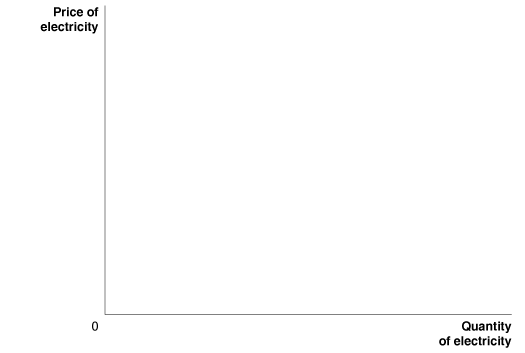 Price of
electricity
0
Quantity
of electricity